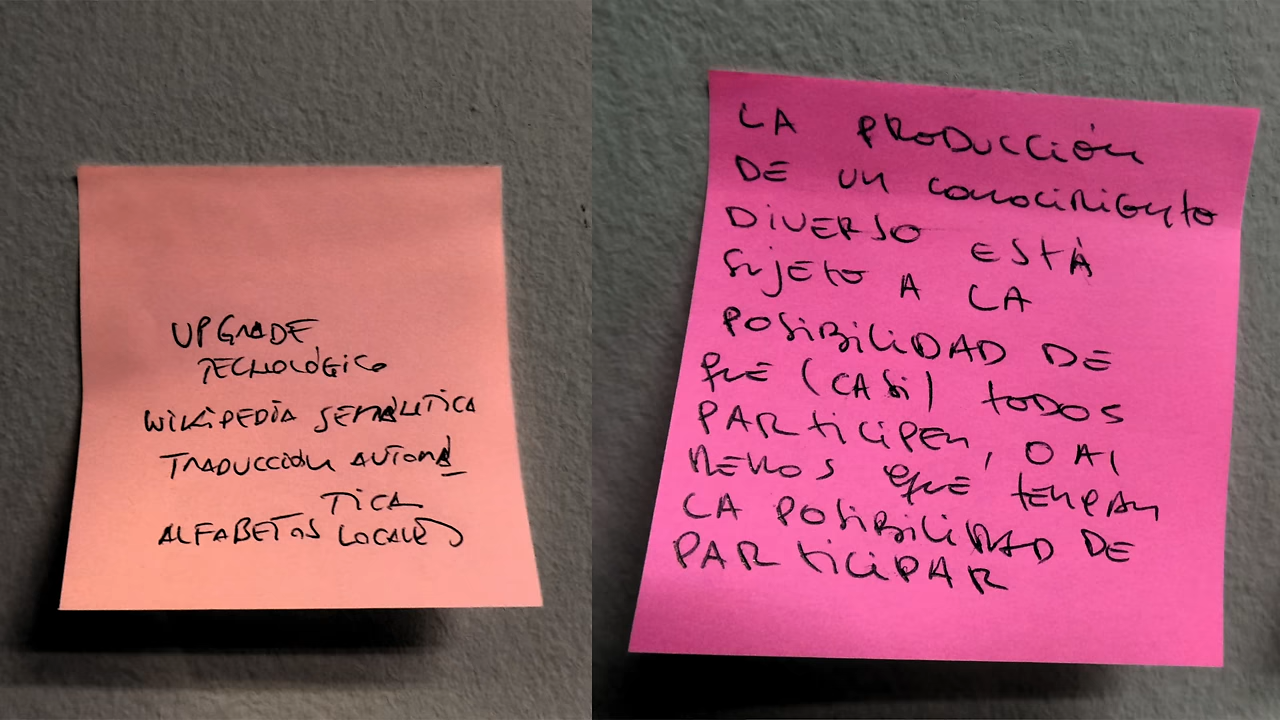 UPGRADE
TECNOLÓGICO
WIKIPEDIA SEMÁNTICA
TRADUCCIÓN AUTOMÁ_
TICA
ALFABETOS LOCALES
LA PRODUCCIÓN
DE UN CONOCIMIENTO
DIVERSO ESTÁ
SUJETO A LA
POSIBILIDAD DE
QUE (CASI) TODOS
PARTICIPEN, O AL
MENOS QUE TENGAN
LA POSIBILIDAD DE
PARTICIPAR